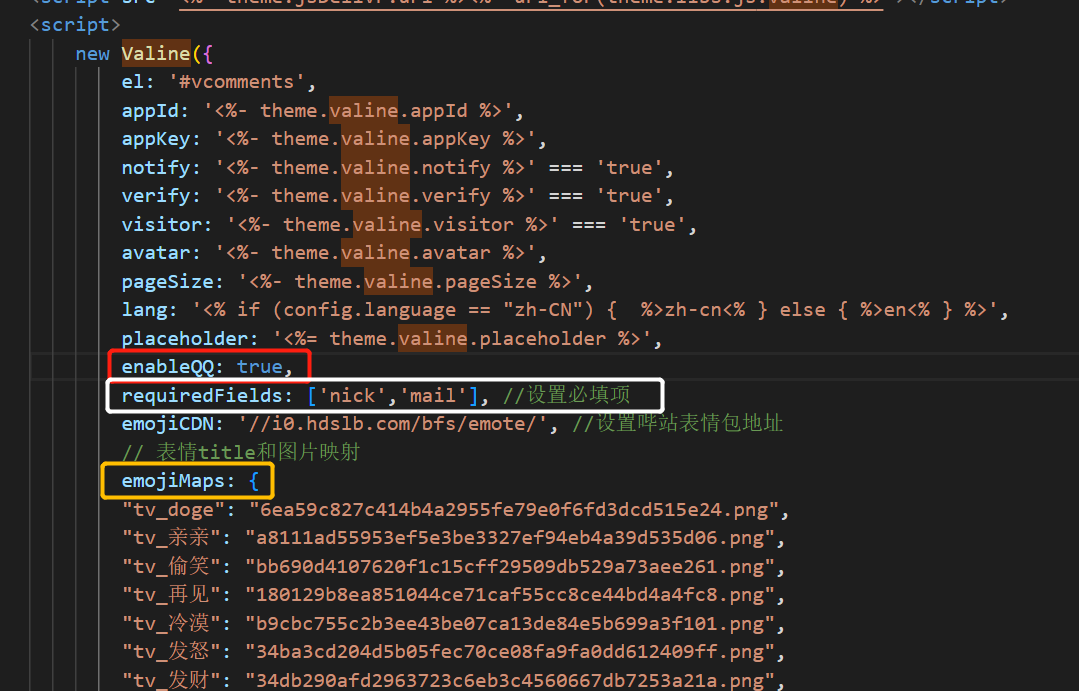 <script>
new Valine({
el: '#vcomments',
appId: '<%- theme.valine.appId %>',
appKey: '<%- theme.valine.appKey %>',
notify: '<%- theme.valine.notify %>' === 'true',
verify: '<%- theme.valine.verify %>' === 'true',
visitor: '<%- theme.valine.visitor %>' === 'true',
avatar: '<%- theme.valine.avatar %>',
pageSize: '<%- theme.valine.pageSize %>',
lang: '<% if (config.language == "zh-CN") {  %>zh-cn<% } else { %>en<% } %>',
placeholder: '<%= theme.valine.placeholder %>',
enableQQ: true,
requiredFields: ['nick','mail'], //设置必填项
emojiCDN: '//i0.hdslb.com/bfs/emote/', //设置哔站表情包地址
// 表情title和图片映射
emojiMaps: {
"tv_doge": "6ea59c827c414b4a2955fe79e0f6fd3dcd515e24.png",
"tv_亲亲": "a8111ad55953ef5e3be3327ef94eb4a39d535d06.png",
"tv_偷笑": "bb690d4107620f1c15cff29509db529a73aee261.png",
"tv_再见": "180129b8ea851044ce71caf55cc8ce44bd4a4fc8.png",
"tv_冷漠": "b9cbc755c2b3ee43be07ca13de84e5b699a3f101.png",
"tv_发怒": "34ba3cd204d5b05fec70ce08fa9fa0dd612409ff.png",
"tv_发财": "34db290afd2963723c6eb3c4560667db7253a21a.png",